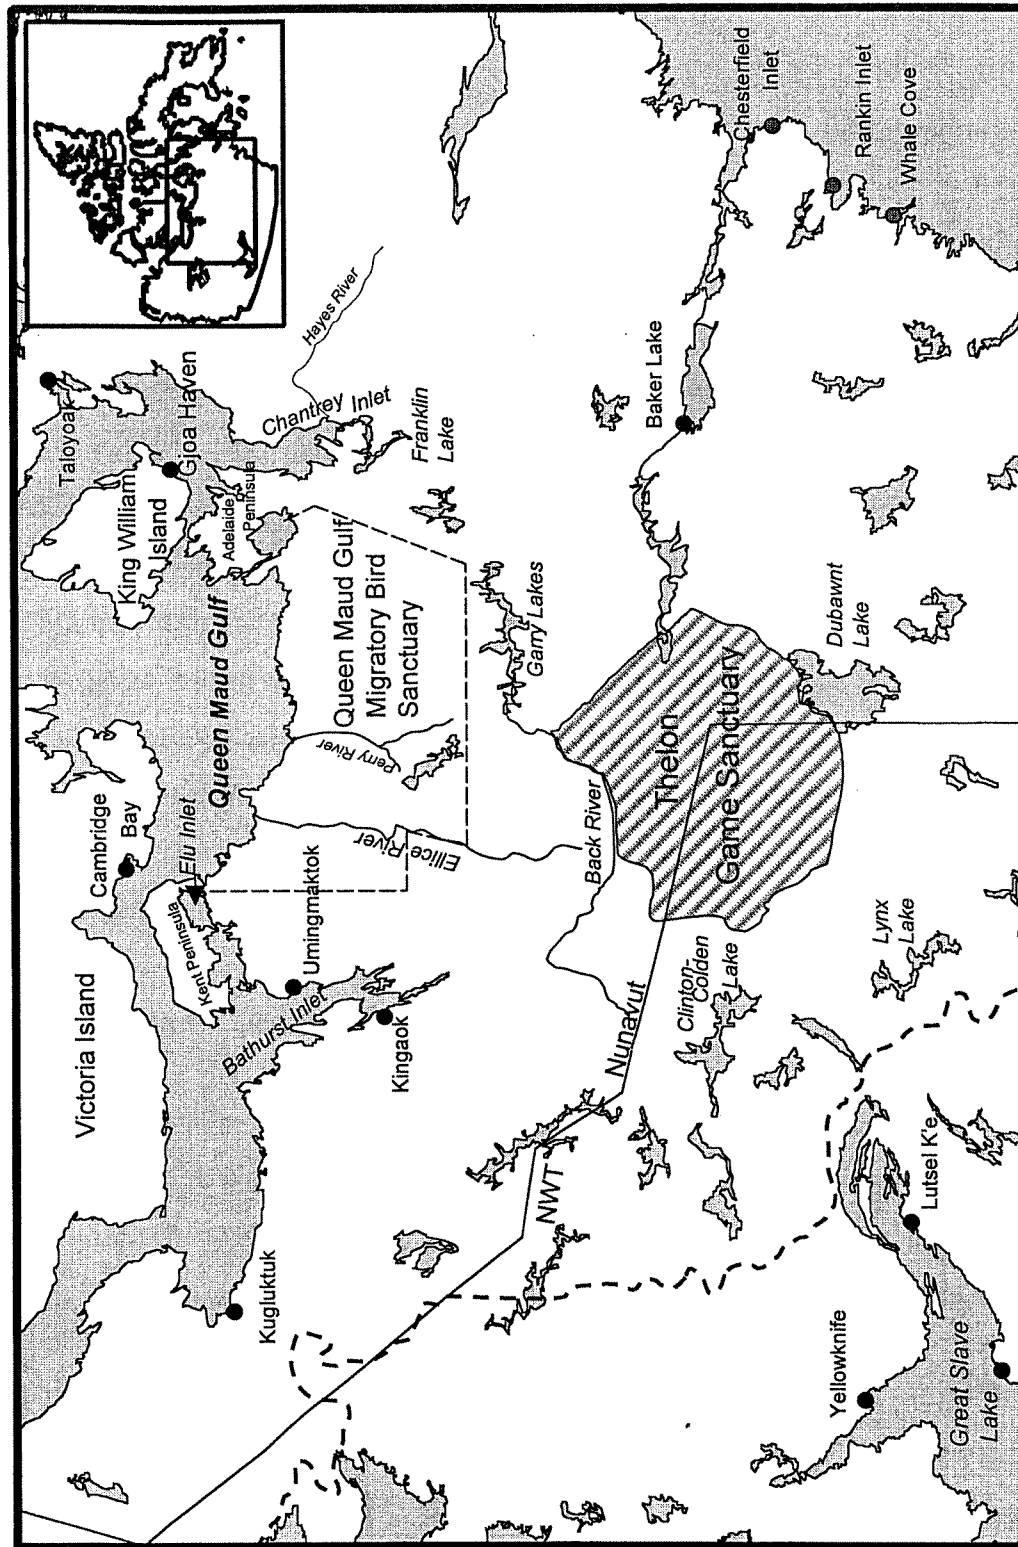 Victoria Island
Cambridge
Bay
King William
Island
Taloyoak
Gjoa Haven
Kent Peninsula
Elu Inlet
Queen Maud Gulf
Adelaide
Peninsula
Chantrey
Inlet
Hayes River
Kugluktuk
Bathurst Inlet
Umingmaktok
Kingaok
Ellice River
Perry River
Queen Maud Gulf
Migratory Bird
Sanctuary
Franklin
Lake
Garry Lakes
Back River
NWT
Nunavut
Thelon
Game Sanctuary
Baker Lake
Chesterfield
Inlet
Rankin Inlet
Whale Cove
Clinton-
Colden
Lake
Dubawnt
Lake
Lynx
Lake
Yellowknife
Lutsel K'e
Great Slave
Lake